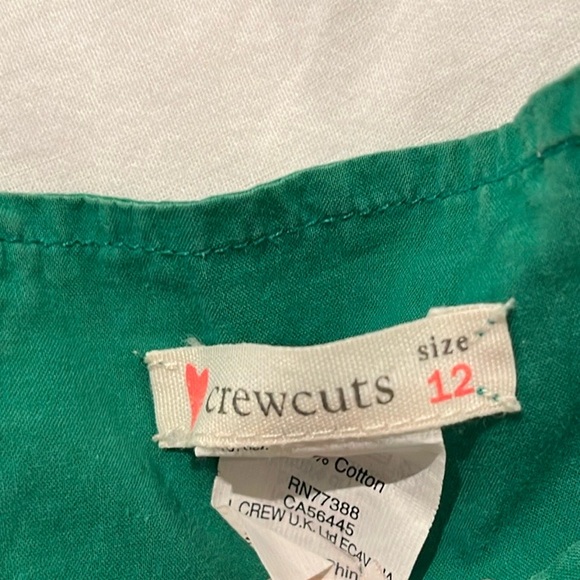 crewcuts size 12
% Cotton
RN77388
CA56445
J. CREW U.K. Ltd EC4V